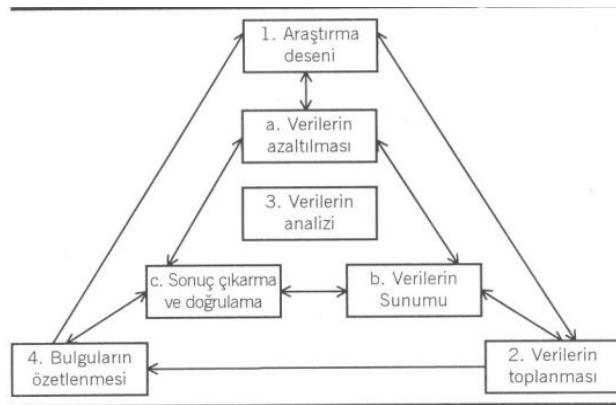 1. Araştırma
deseni
a. Verilerin
azaltılması
3. Verilerin
analizi
c. Sonuç çıkarma
ve doğrulama
b. Verilerin
Sunumu
4. Bulguların
özetlenmesi
2. Verilerin
toplanması